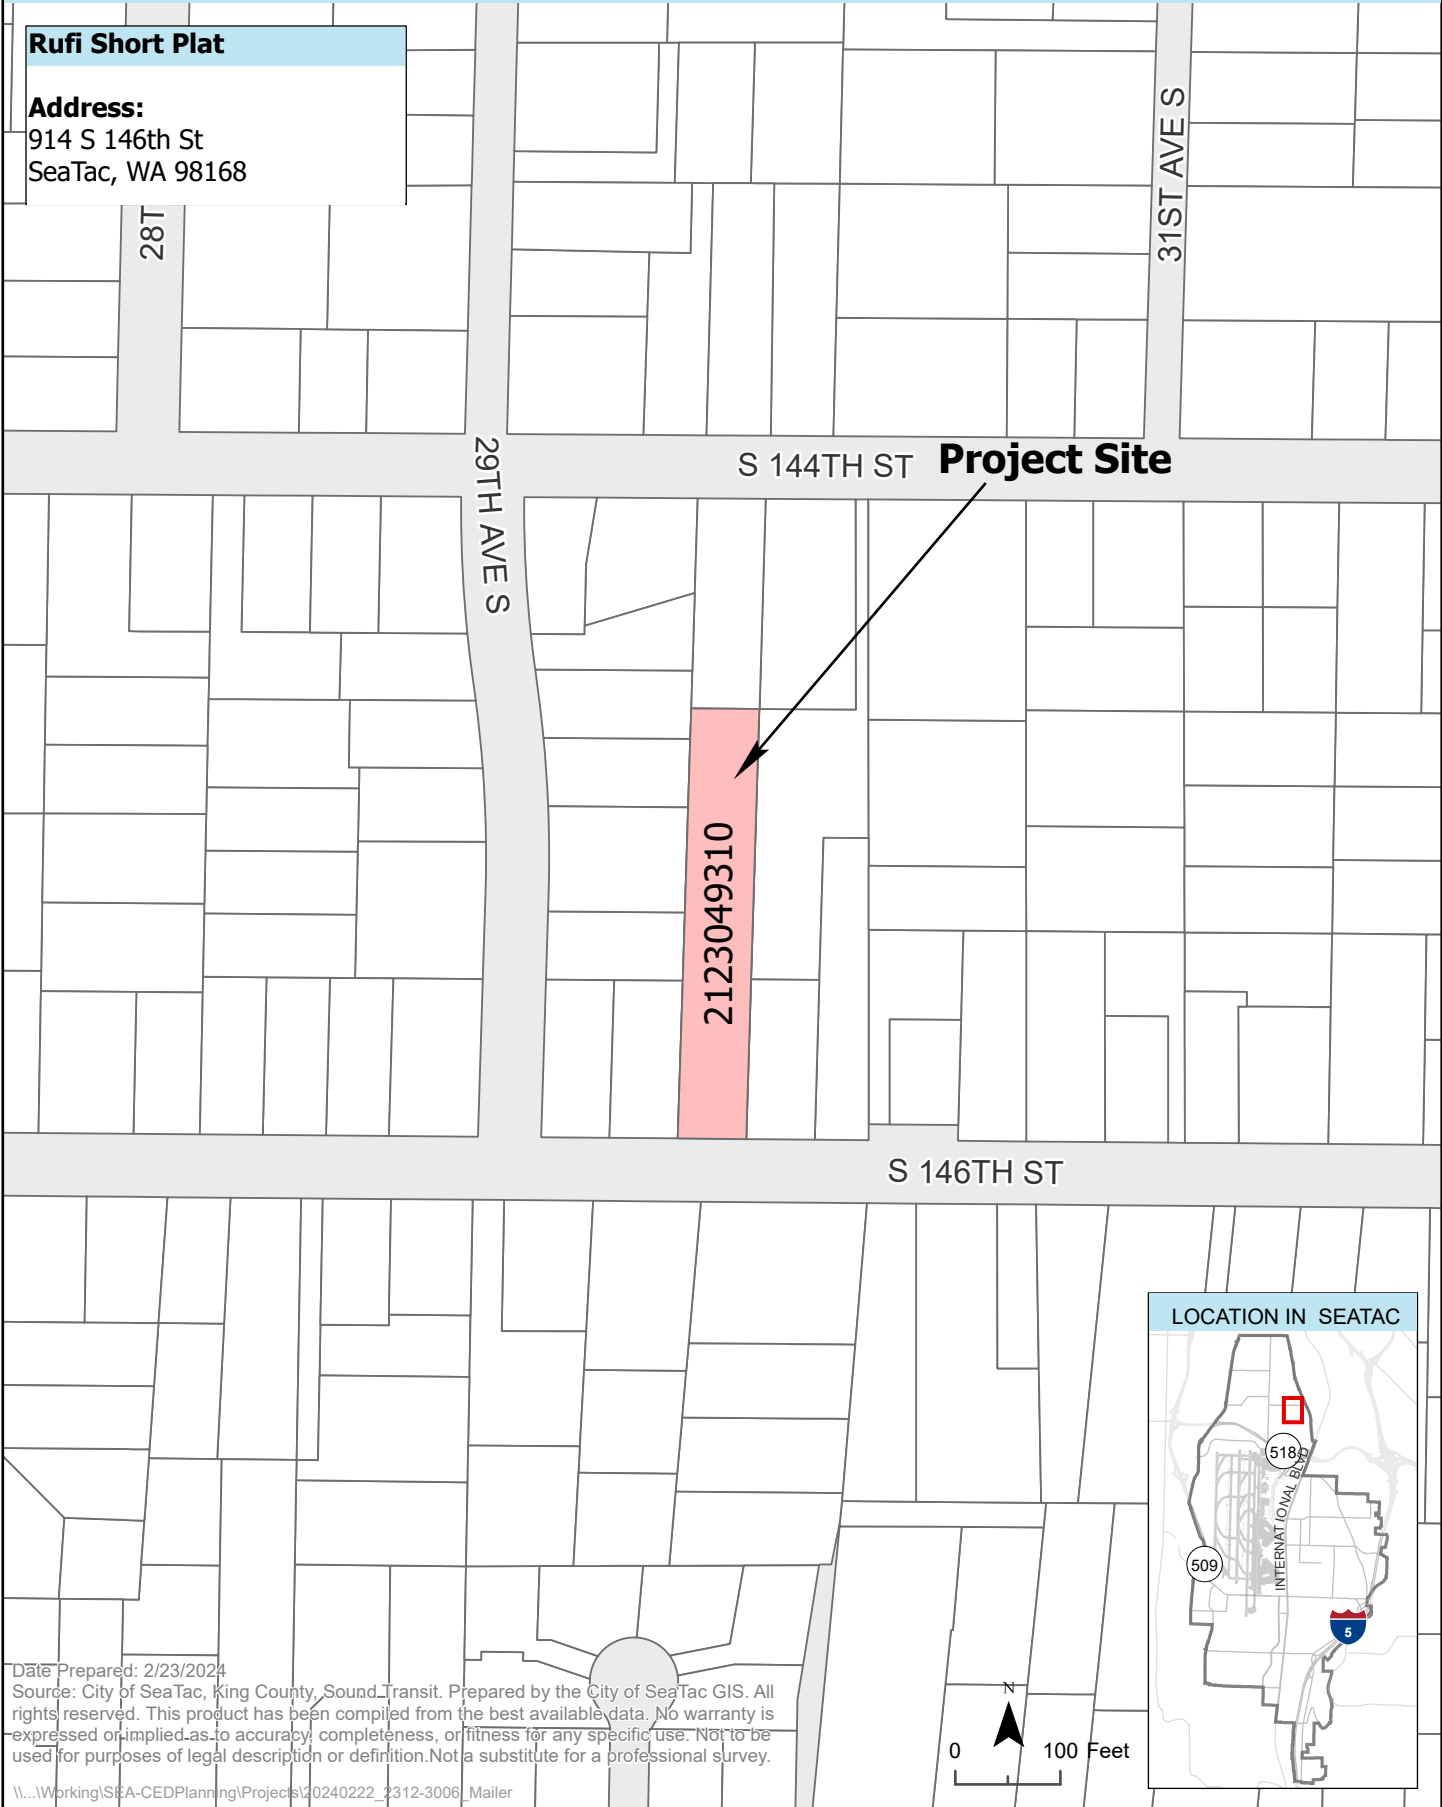 Rufi Short Plat
Address:
914 S 146th St
SeaTac, WA 98168
28T
31ST AVE S
29TH AVE S
S 144TH ST
Project Site
2123049310
S 146TH ST
LOCATION IN SEATAC
518
INTERNATIONAL BLVD
509
5
Date Prepared: 2/23/2024
Source: City of SeaTac, King County, Sound Transit. Prepared by the City of SeaTac GIS. All
rights reserved. This product has been compiled from the best available data. No warranty is
expressed or implied as to accuracy, completeness, or fitness for any specific use. Not to be
used for purposes of legal description or definition.Not a substitute for a professional survey.
\\...\Working\SEA-CEDPlanning\Projects\20240222_2312-3006_Mailer
N
0 100 Feet